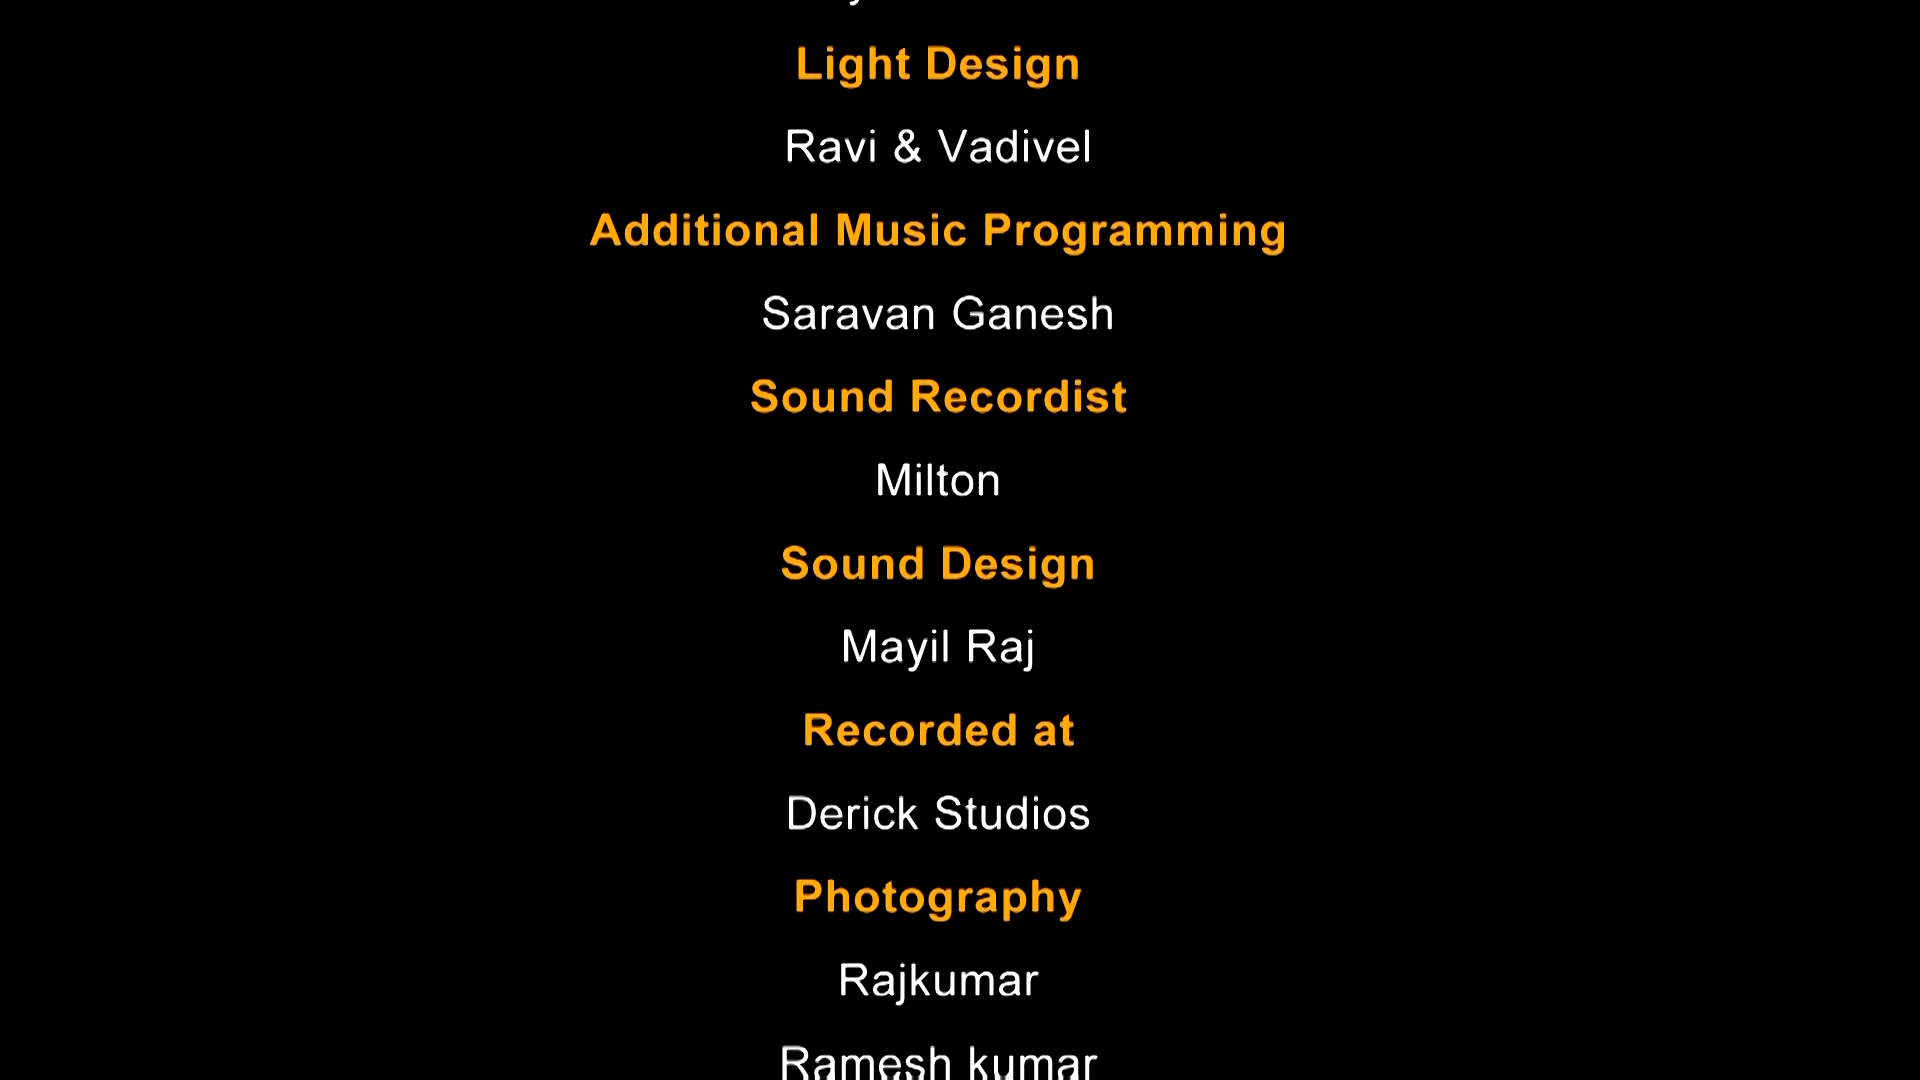 Light Design
Ravi & Vadivel
Additional Music Programming
Saravan Ganesh
Sound Recordist
Milton
Sound Design
Mayil Raj
Recorded at
Derick Studios
Photography
Rajkumar
Ramesh kumar